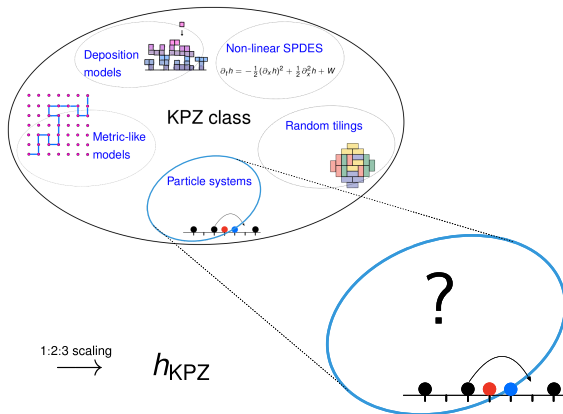 Deposition
models
Non-linear SPDES
∂ₜh = −½(∂ₓh)² + ½∂ₓ²h + W
KPZ class
Metric-like
models
Random tilings
Particle systems
?
1:2:3 scaling
h_KPZ